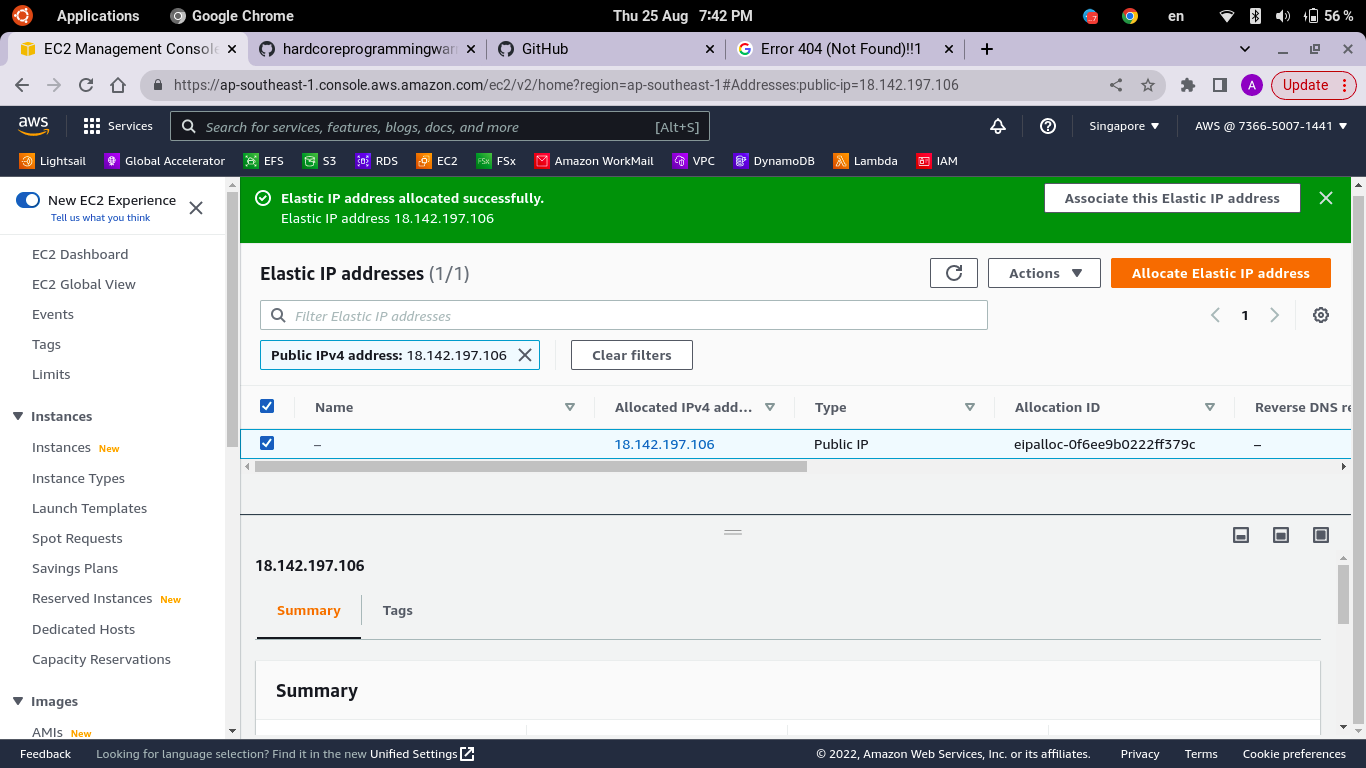 Applications Google Chrome Thu 25 Aug 7:42 PM en 56 %
EC2 Management Console hardcoreprogrammingwar GitHub Error 404 (Not Found)!!1
https://ap-southeast-1.console.aws.amazon.com/ec2/v2/home?region=ap-southeast-1#Addresses:public-ip=18.142.197.106 A Update
aws Services Search for services, features, blogs, docs, and more [Alt+S] Singapore AWS @ 7366-5007-1441
Lightsail Global Accelerator EFS S3 RDS EC2 FSx Amazon WorkMail VPC DynamoDB Lambda IAM
New EC2 Experience
Tell us what you think
EC2 Dashboard
EC2 Global View
Events
Tags
Limits
Instances
Instances New
Instance Types
Launch Templates
Spot Requests
Savings Plans
Reserved Instances New
Dedicated Hosts
Capacity Reservations
Images
AMIs New
Elastic IP address allocated successfully.
Elastic IP address 18.142.197.106
Associate this Elastic IP address
Elastic IP addresses (1/1)
Actions
Allocate Elastic IP address
Filter Elastic IP addresses
1
Public IPv4 address: 18.142.197.106
Clear filters
Name Allocated IPv4 add... Type Allocation ID Reverse DNS re
– 18.142.197.106 Public IP eipalloc-0f6ee9b0222ff379c –
18.142.197.106
Summary Tags
Summary
Feedback Looking for language selection? Find it in the new Unified Settings © 2022, Amazon Web Services, Inc. or its affiliates. Privacy Terms Cookie preferences